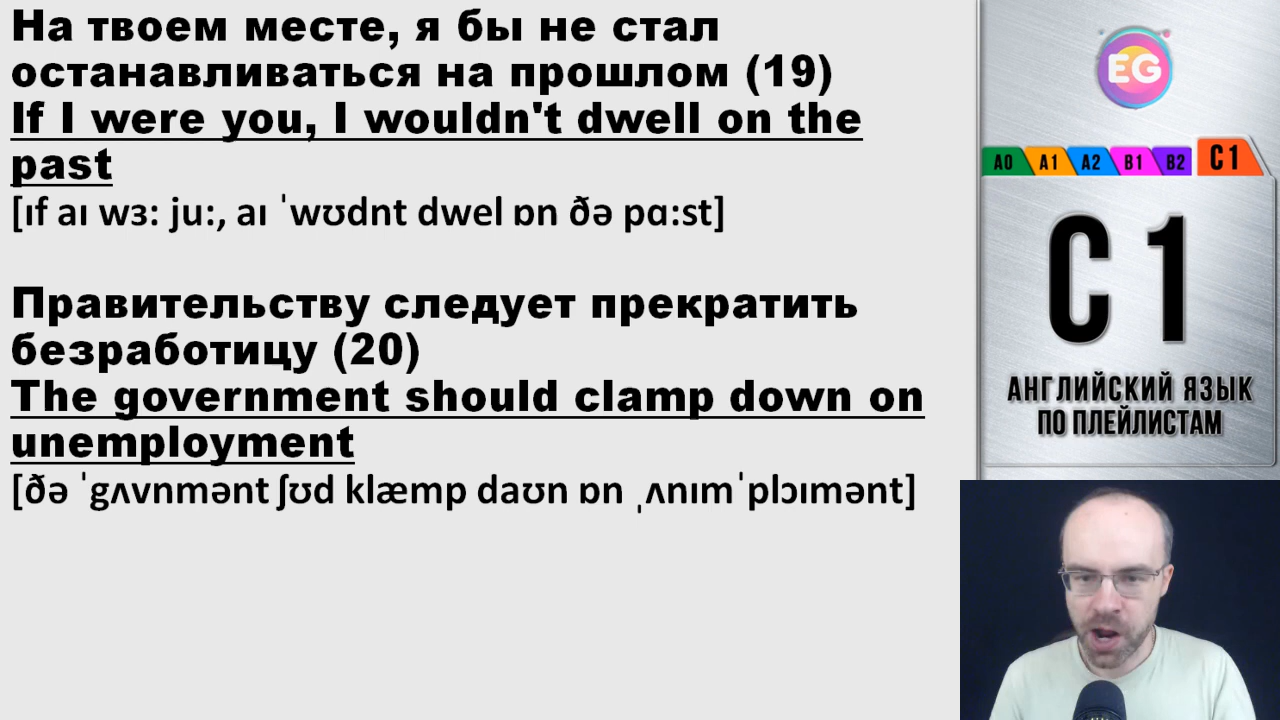 На твоем месте, я бы не стал
останавливаться на прошлом (19)
If I were you, I wouldn't dwell on the
past
[ɪf aɪ wɜ: ju:, aɪ ˈwʊdnt dwel ɒn ðə pɑ:st]
Правительству следует прекратить
безработицу (20)
The government should clamp down on
unemployment
[ðə ˈgʌvnmənt ʃʊd klæmp daʊn ɒn ˌʌnɪmˈplɔɪmənt]
EG
A0 A1 A2 B1 B2 C1
C1
АНГЛИЙСКИЙ ЯЗЫК
ПО ПЛЕЙЛИСТАМ